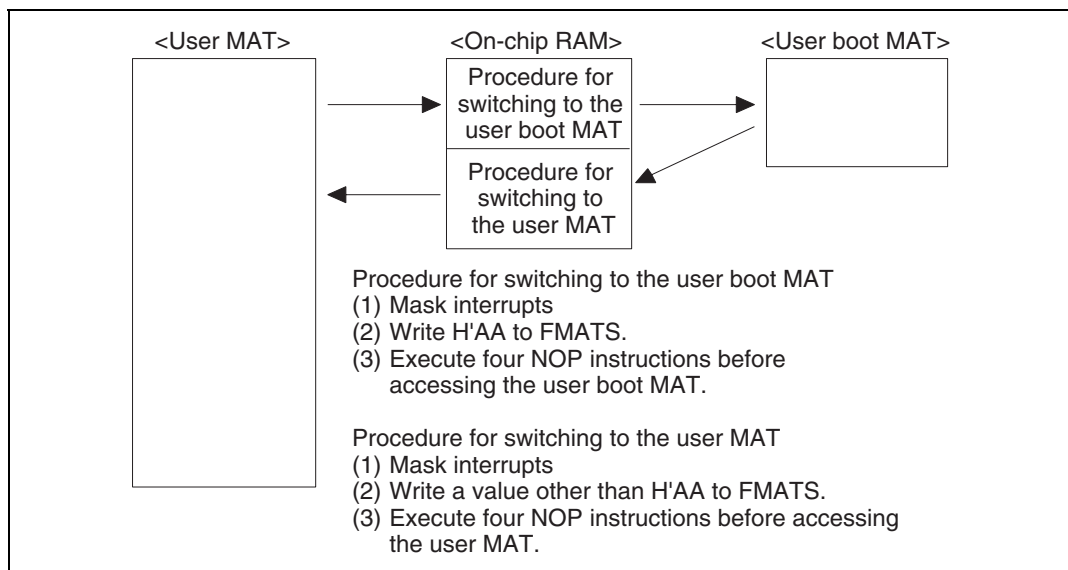 <User MAT>
<On-chip RAM>
<User boot MAT>
Procedure for
switching to the
user boot MAT
Procedure for
switching to
the user MAT
Procedure for switching to the user boot MAT
(1) Mask interrupts
(2) Write H'AA to FMATS.
(3) Execute four NOP instructions before
accessing the user boot MAT.
Procedure for switching to the user MAT
(1) Mask interrupts
(2) Write a value other than H'AA to FMATS.
(3) Execute four NOP instructions before accessing
the user MAT.